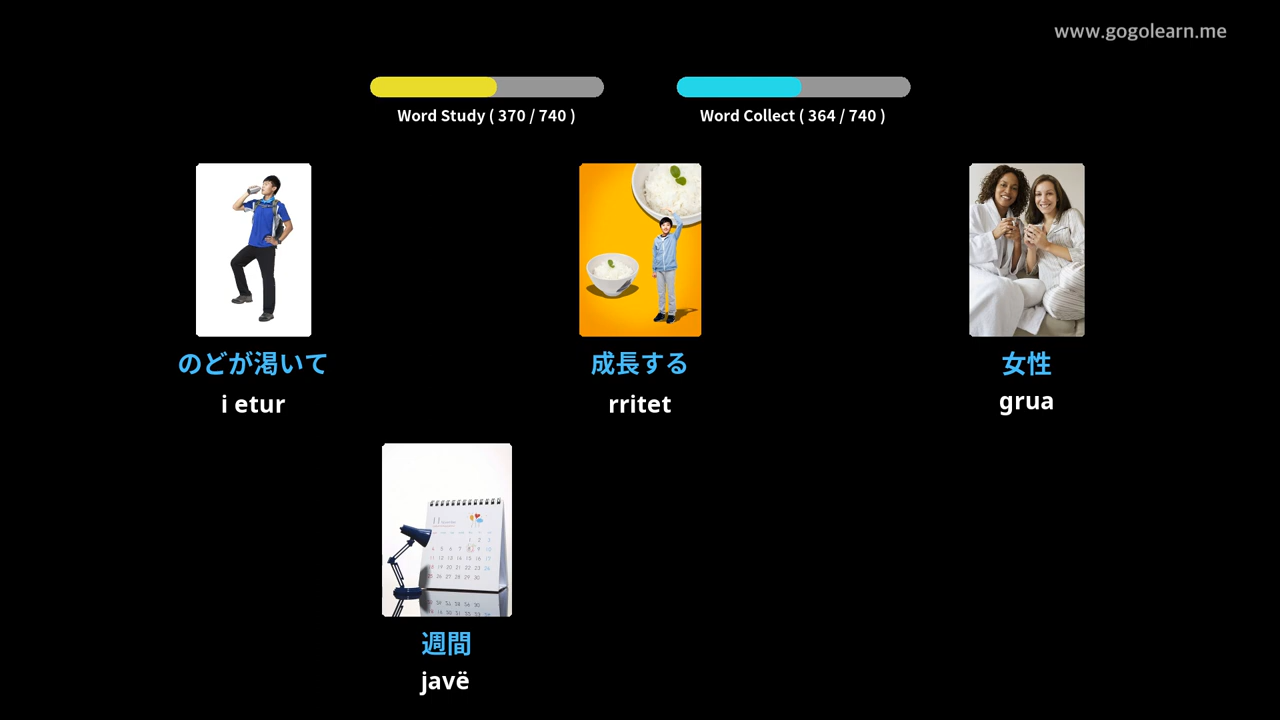 www.gogolearn.me
Word Study ( 370 / 740 )
Word Collect ( 364 / 740 )
のどが渇いて
i etur
成長する
rritet
女性
grua
週間
javë